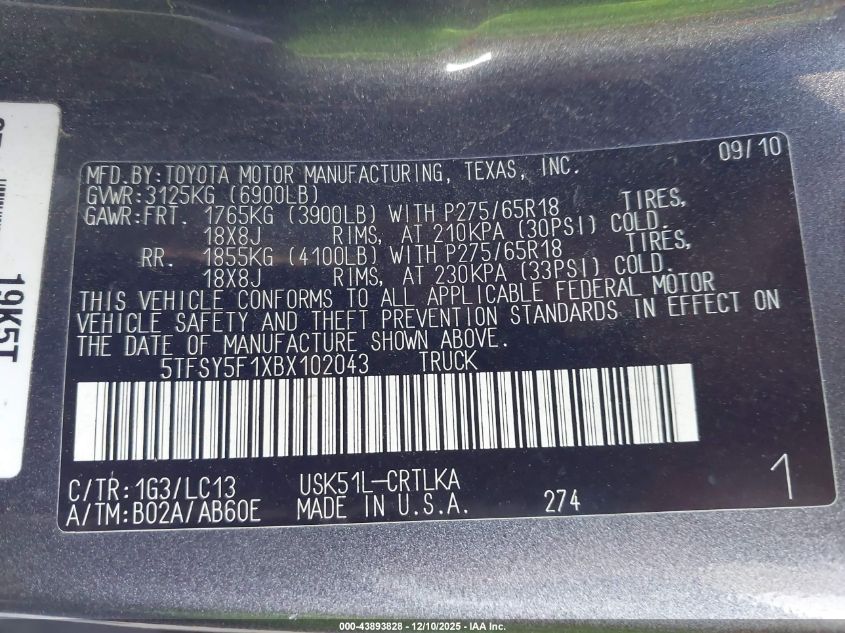 MFD.BY:TOYOTA MOTOR MANUFACTURING, TEXAS, INC. 09/10
GVWR:3125KG (6900LB)
GAWR:FRT. 1765KG (3900LB) WITH P275/65R18 TIRES,
18X8J RIMS, AT 210KPA (30PSI) COLD.
RR. 1855KG (4100LB) WITH P275/65R18 TIRES,
18X8J RIMS, AT 230KPA (33PSI) COLD.
THIS VEHICLE CONFORMS TO ALL APPLICABLE FEDERAL MOTOR
VEHICLE SAFETY AND THEFT PREVENTION STANDARDS IN EFFECT ON
THE DATE OF MANUFACTURE SHOWN ABOVE.
5TFSY5F1XBX102043 TRUCK
C/TR:1G3/LC13 USK51L-CRTLKA
A/TM:B02A/AB60E MADE IN U.S.A. 274 1
19K5T
000-43893828 - 12/10/2025 - IAA Inc.